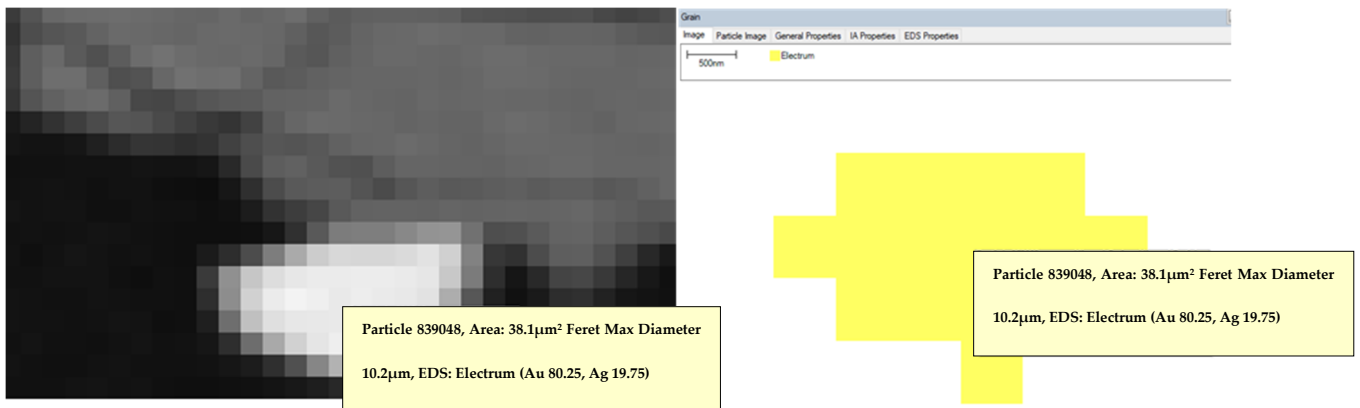 Grain
Image Particle Image General Properties IA Properties EDS Properties
500nm Electrum
Particle 839048, Area: 38.1µm² Feret Max Diameter
10.2µm, EDS: Electrum (Au 80.25, Ag 19.75)
Particle 839048, Area: 38.1µm² Feret Max Diameter
10.2µm, EDS: Electrum (Au 80.25, Ag 19.75)